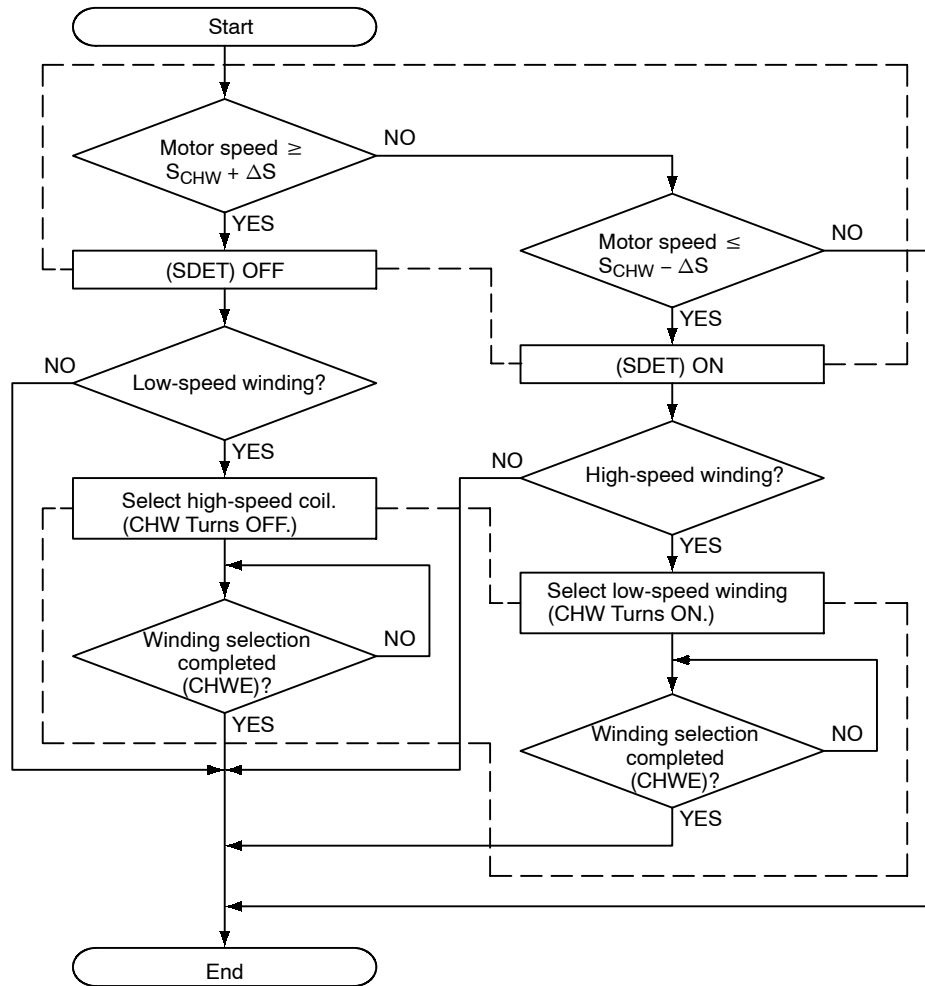 Start
Motor speed ≥
SCHW + ΔS
NO
YES
(SDET) OFF
Motor speed ≤
SCHW − ΔS
NO
YES
(SDET) ON
Low-speed winding?
NO
YES
High-speed winding?
NO
YES
Select high-speed coil.
(CHW Turns OFF.)
Select low-speed winding
(CHW Turns ON.)
Winding selection
completed
(CHWE)?
NO
YES
Winding selection
completed
(CHWE)?
NO
YES
End